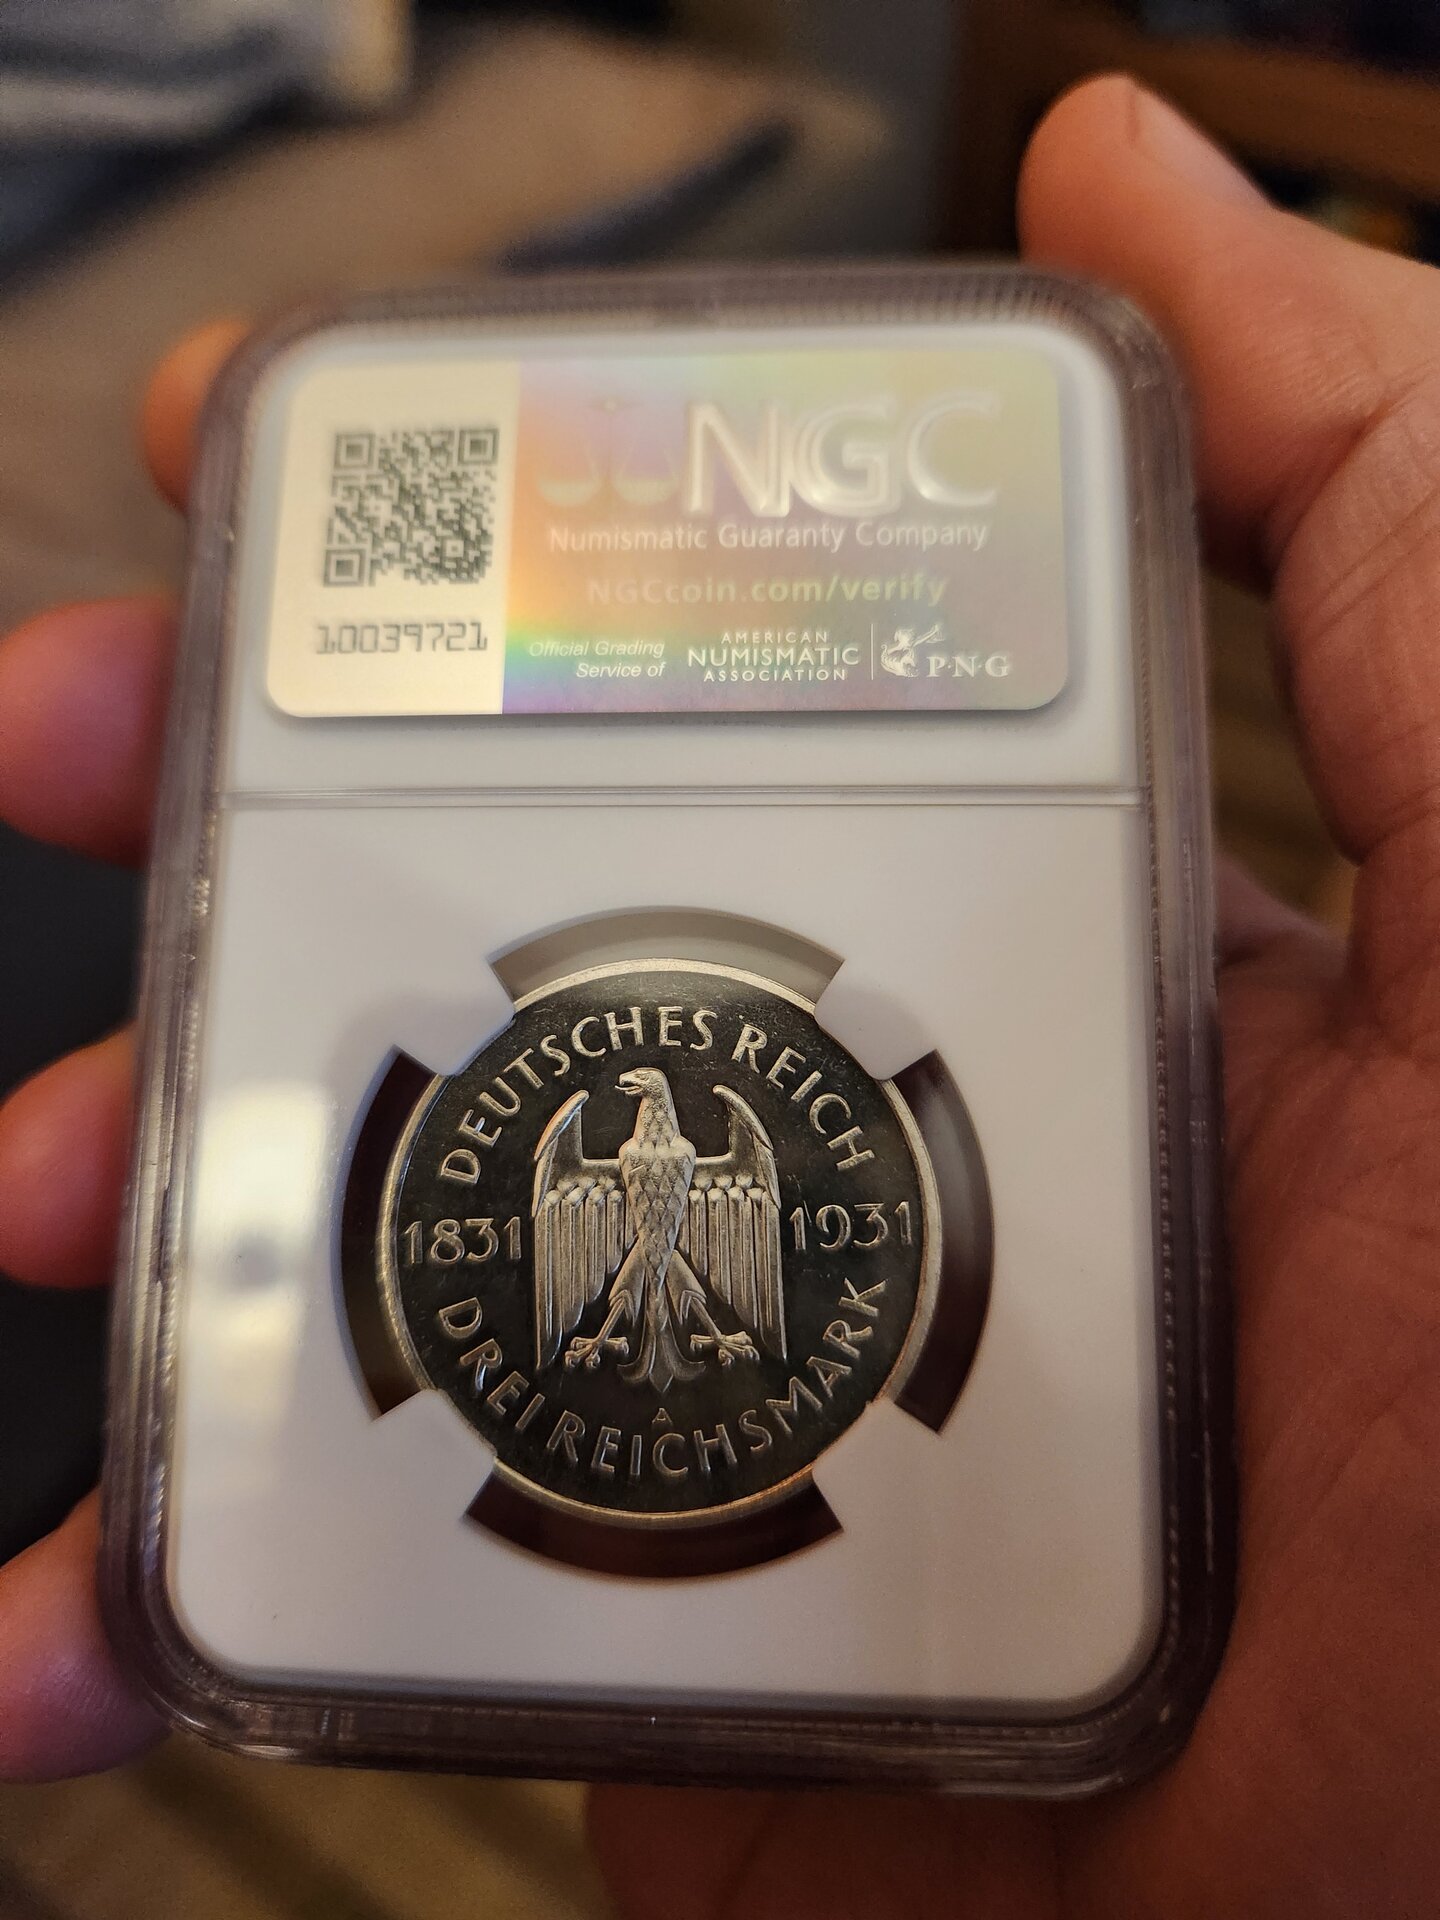 NGC
Numismatic Guaranty Company
NGCcoin.com/verify
10039721
Official Grading
Service of
AMERICAN
NUMISMATIC
ASSOCIATION
P·N·G
DEUTSCHES REICH
1831
1931
A
DREI REICHSMARK